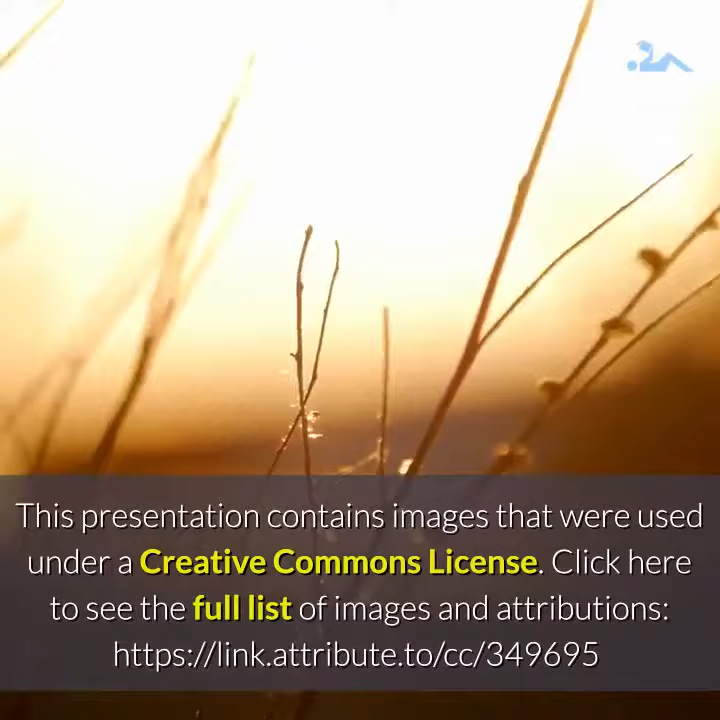 This presentation contains images that were used
under a Creative Commons License. Click here
to see the full list of images and attributions:
https://link.attribute.to/cc/349695